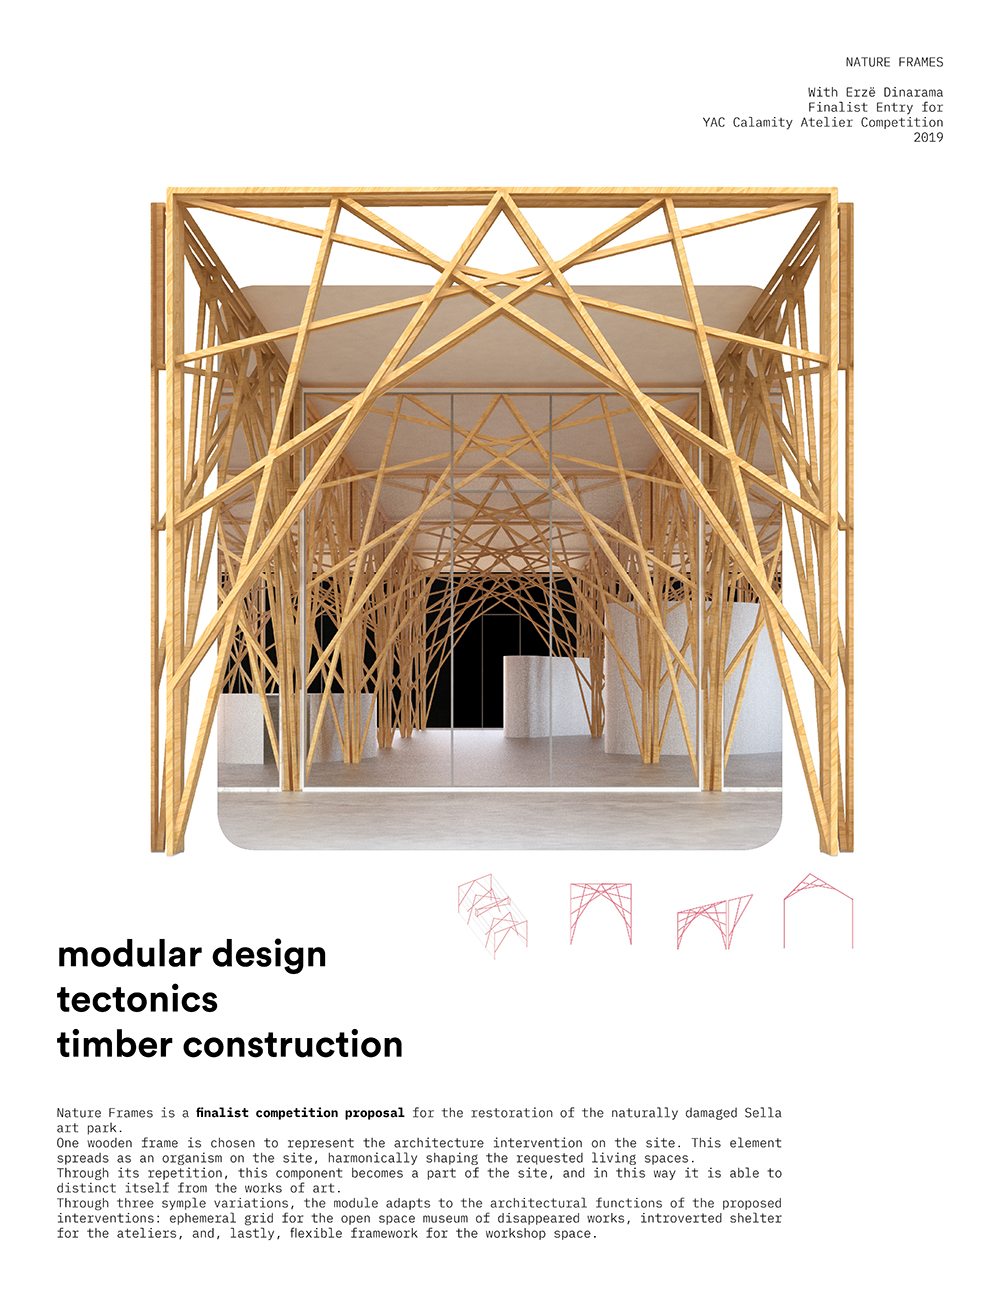 NATURE FRAMES
With Erzë Dinarama
Finalist Entry for
YAC Calamity Atelier Competition
2019
modular design
tectonics
timber construction
Nature Frames is a finalist competition proposal for the restoration of the naturally damaged Sella
art park.
One wooden frame is chosen to represent the architecture intervention on the site. This element
spreads as an organism on the site, harmonically shaping the requested living spaces.
Through its repetition, this component becomes a part of the site, and in this way it is able to
distinct itself from the works of art.
Through three symple variations, the module adapts to the architectural functions of the proposed
interventions: ephemeral grid for the open space museum of disappeared works, introverted shelter
for the ateliers, and, lastly, flexible framework for the workshop space.